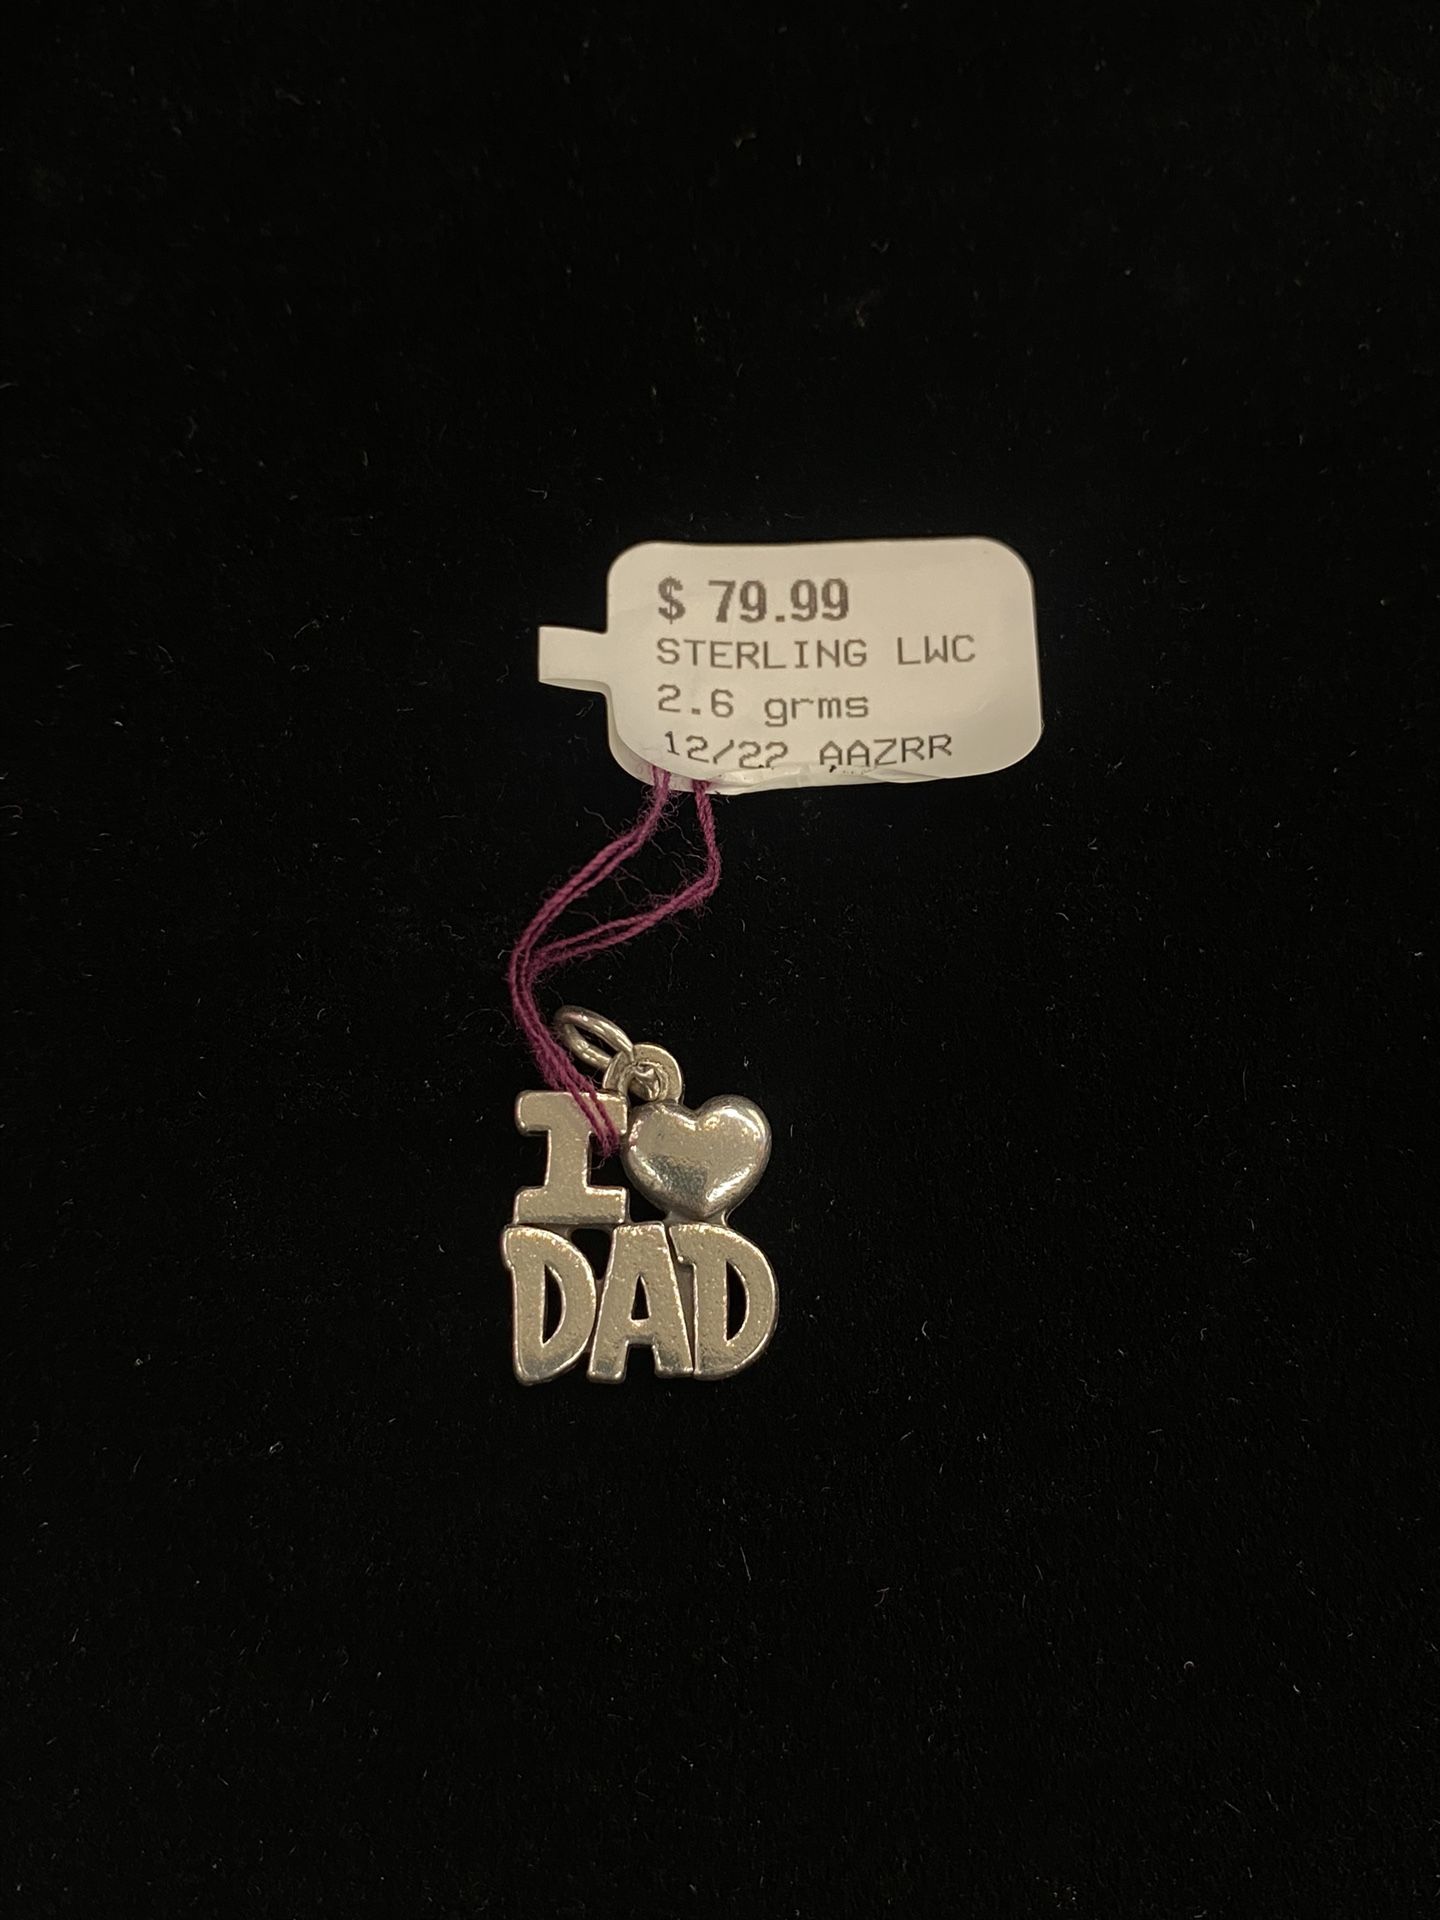 $ 79.99
STERLING LWC
2.6 grms
12/22 AAZRR
I
DAD